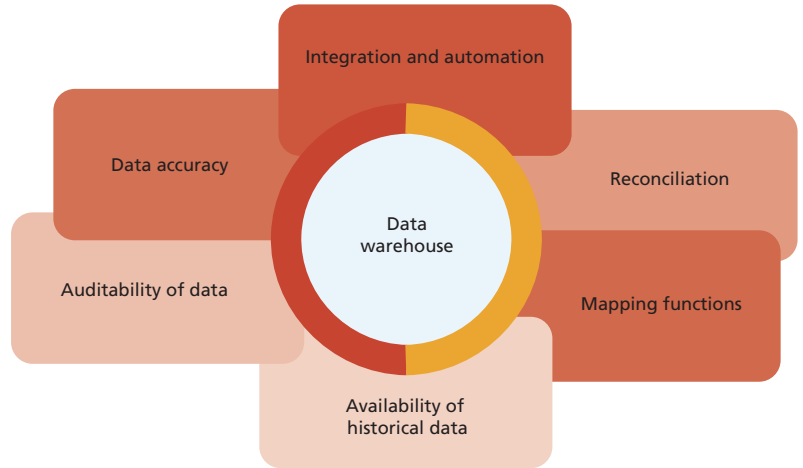 Integration and automation
Data accuracy
Reconciliation
Data
warehouse
Auditability of data
Mapping functions
Availability of
historical data